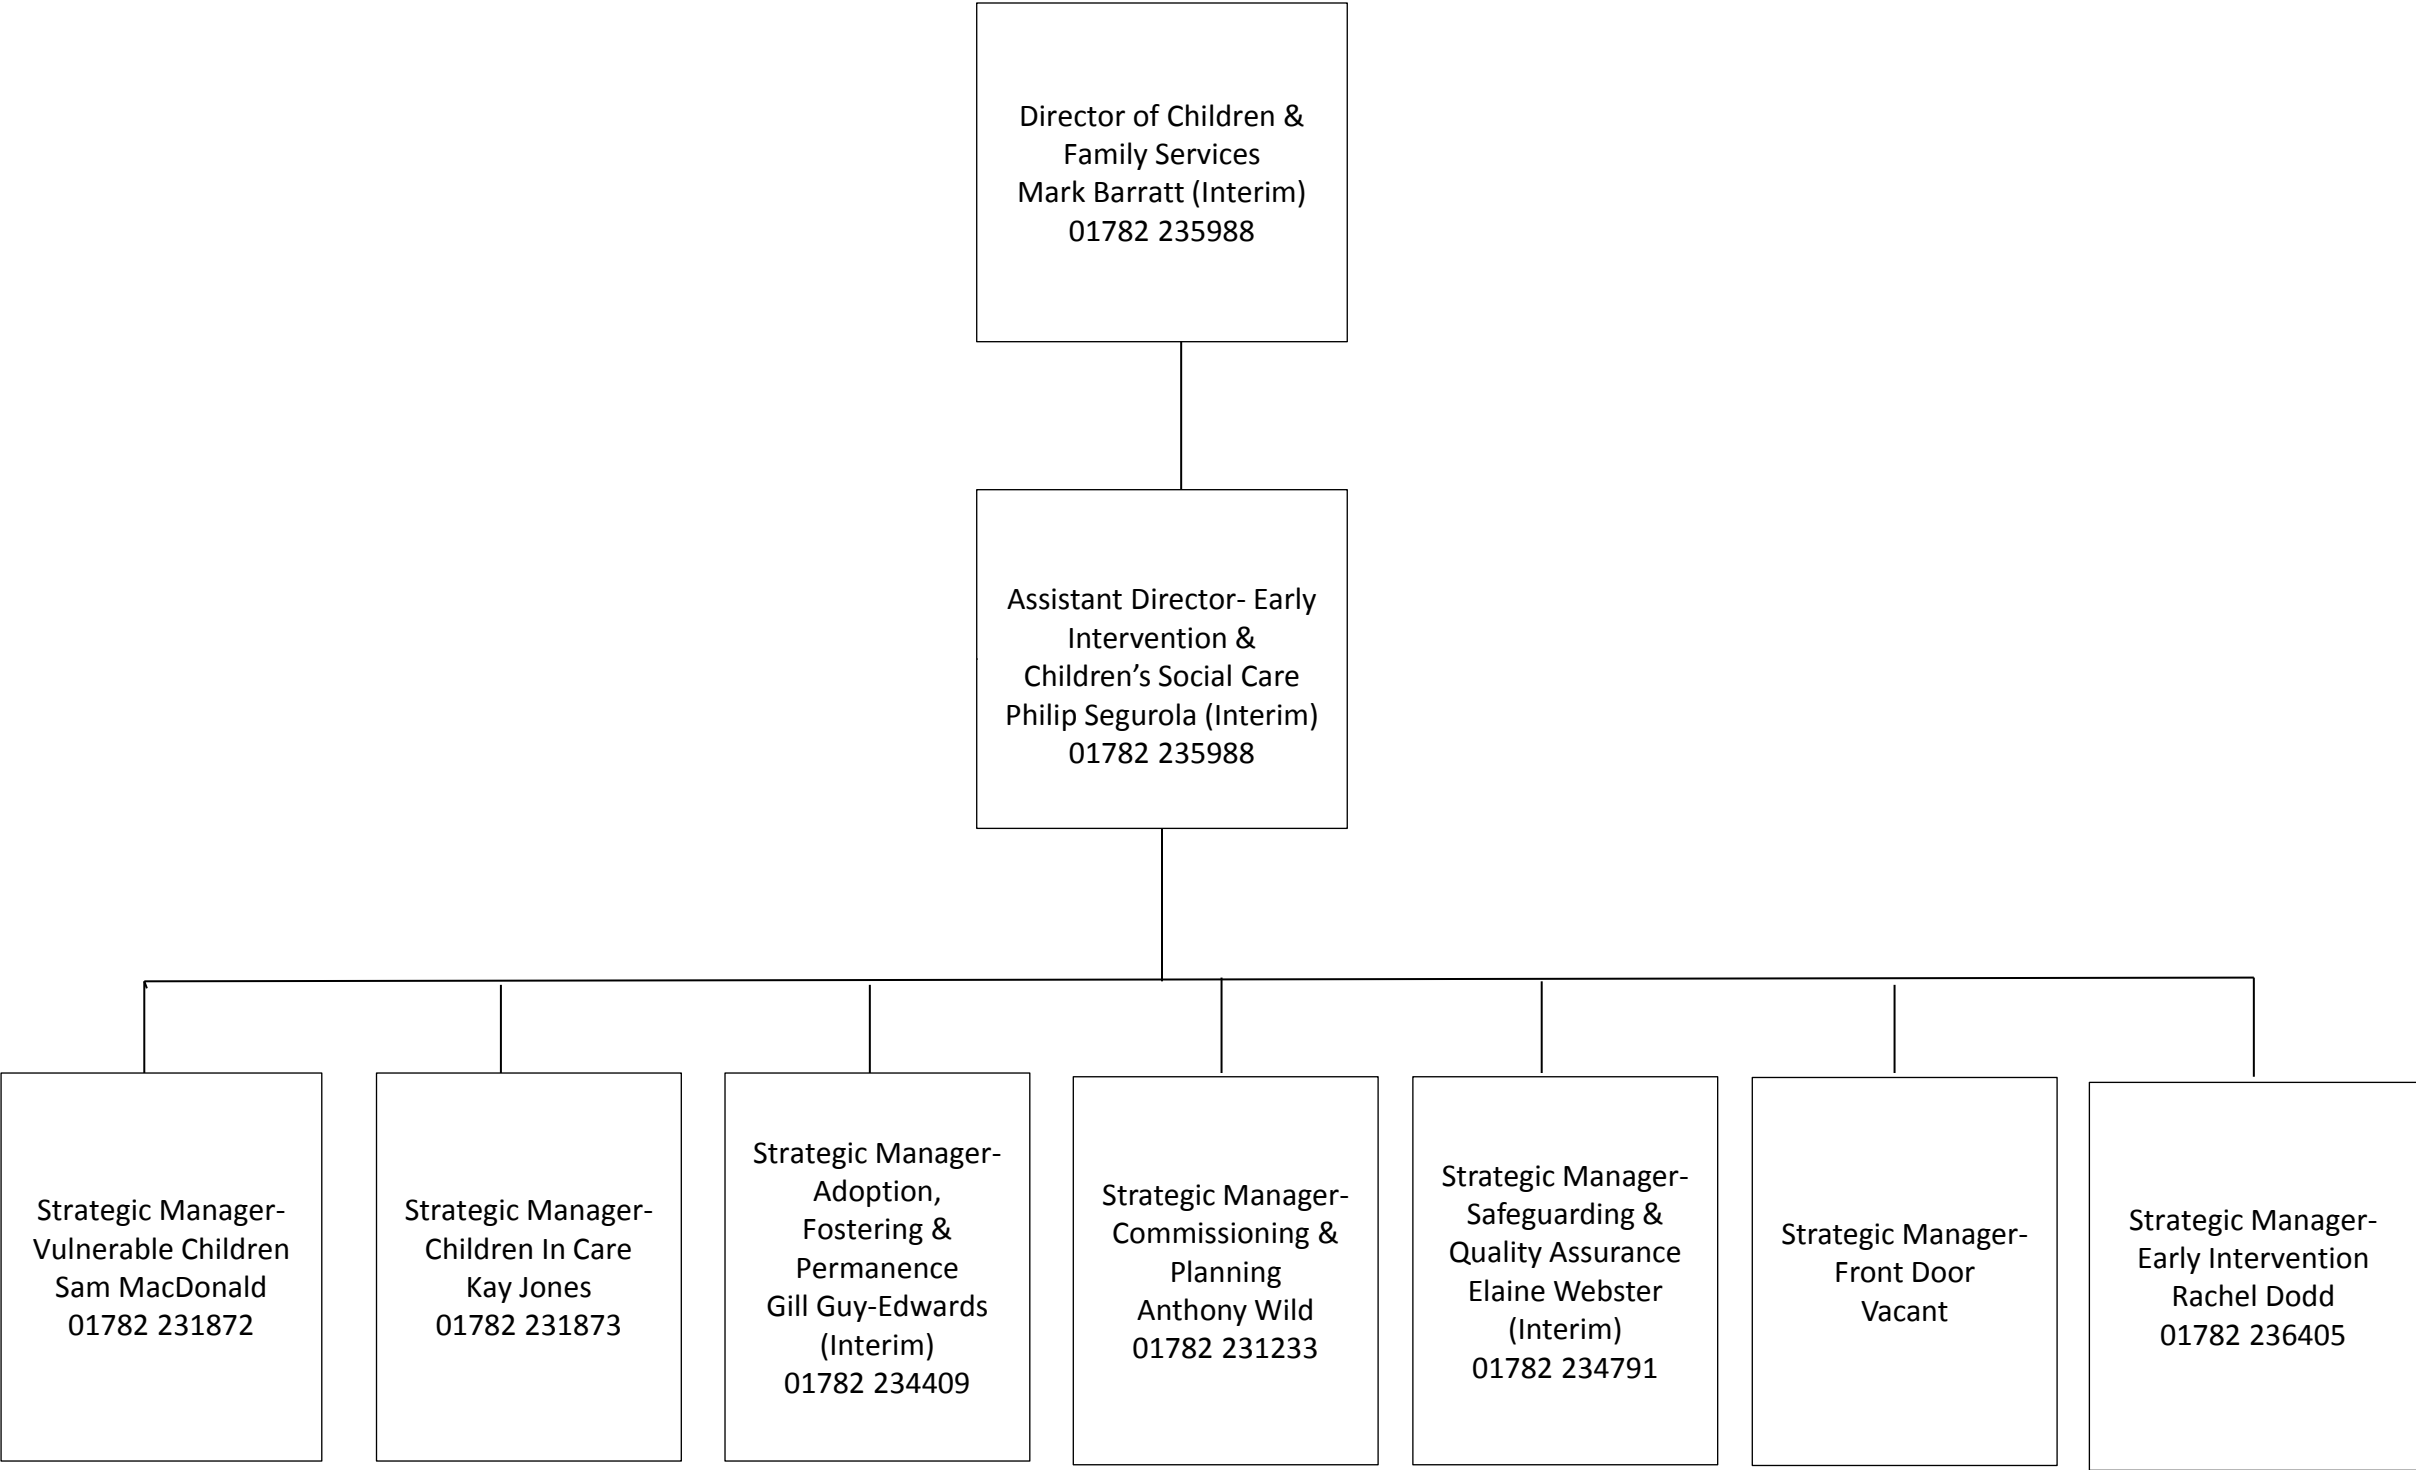 Director of Children &
Family Services
Mark Barratt (Interim)
01782 235988
Assistant Director- Early
Intervention &
Children’s Social Care
Philip Segurola (Interim)
01782 235988
Strategic Manager-
Vulnerable Children
Sam MacDonald
01782 231872
Strategic Manager-
Children In Care
Kay Jones
01782 231873
Strategic Manager-
Adoption,
Fostering &
Permanence
Gill Guy-Edwards
(Interim)
01782 234409
Strategic Manager-
Commissioning &
Planning
Anthony Wild
01782 231233
Strategic Manager-
Safeguarding &
Quality Assurance
Elaine Webster
(Interim)
01782 234791
Strategic Manager-
Front Door
Vacant
Strategic Manager-
Early Intervention
Rachel Dodd
01782 236405